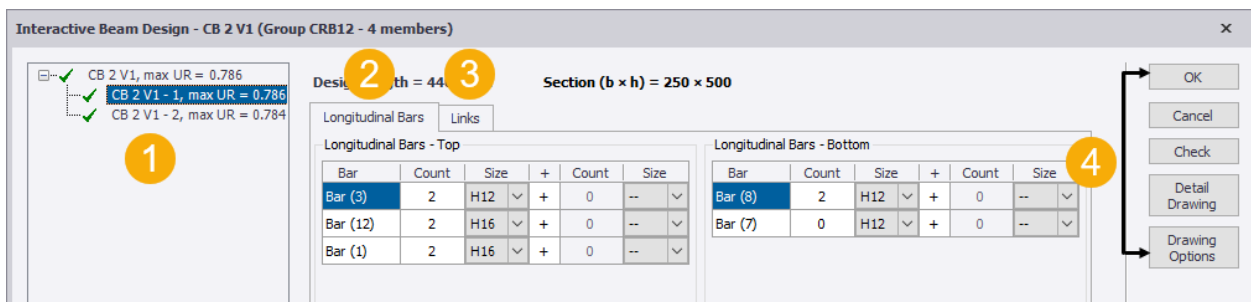 Interactive Beam Design - CB 2 V1 (Group CRB12 - 4 members)
x
CB 2 V1, max UR = 0.786
CB 2 V1 - 1, max UR = 0.786
CB 2 V1 - 2, max UR = 0.784
1
2
3
Section (b × h) = 250 × 500
Longitudinal Bars Links
Longitudinal Bars - Top
Bar Count Size + Count Size
Bar (3) 2 H12 + 0 --
Bar (12) 2 H16 + 0 --
Bar (1) 2 H16 + 0 --
Longitudinal Bars - Bottom
Bar Count Size + Count Size
Bar (8) 2 H12 + 0 --
Bar (7) 0 H12 + 0 --
4
OK
Cancel
Check
Detail
Drawing
Drawing
Options